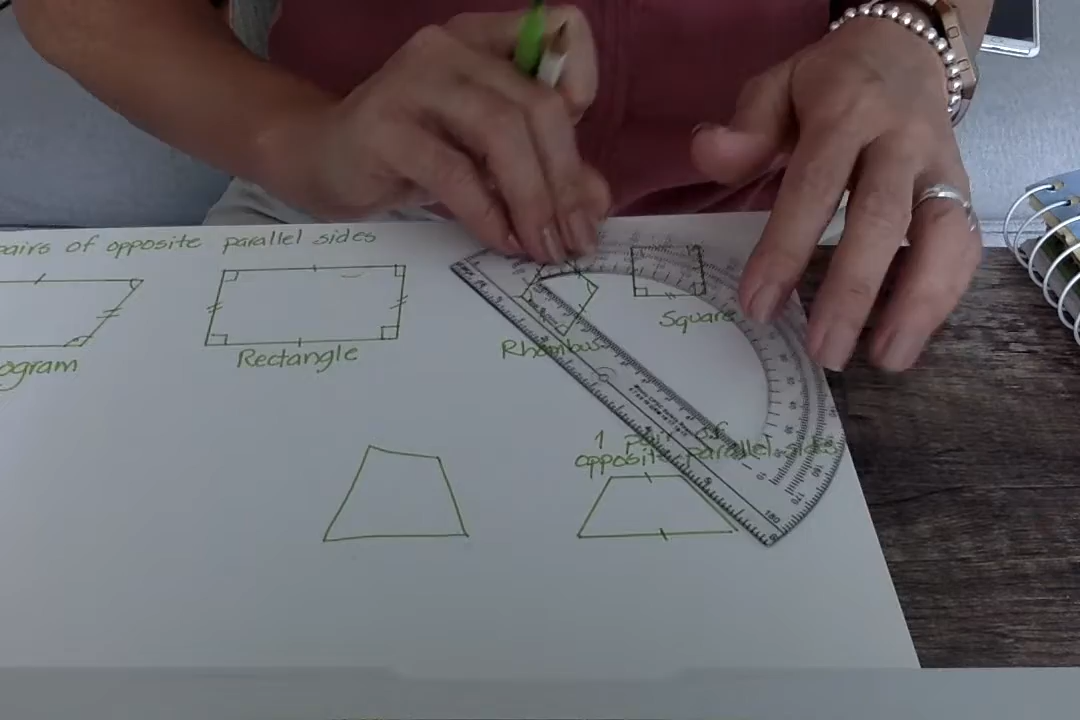 pairs of opposite parallel sides
ogram
Rectangle
Rhombus
Square
1 pair of
opposite parallel sides